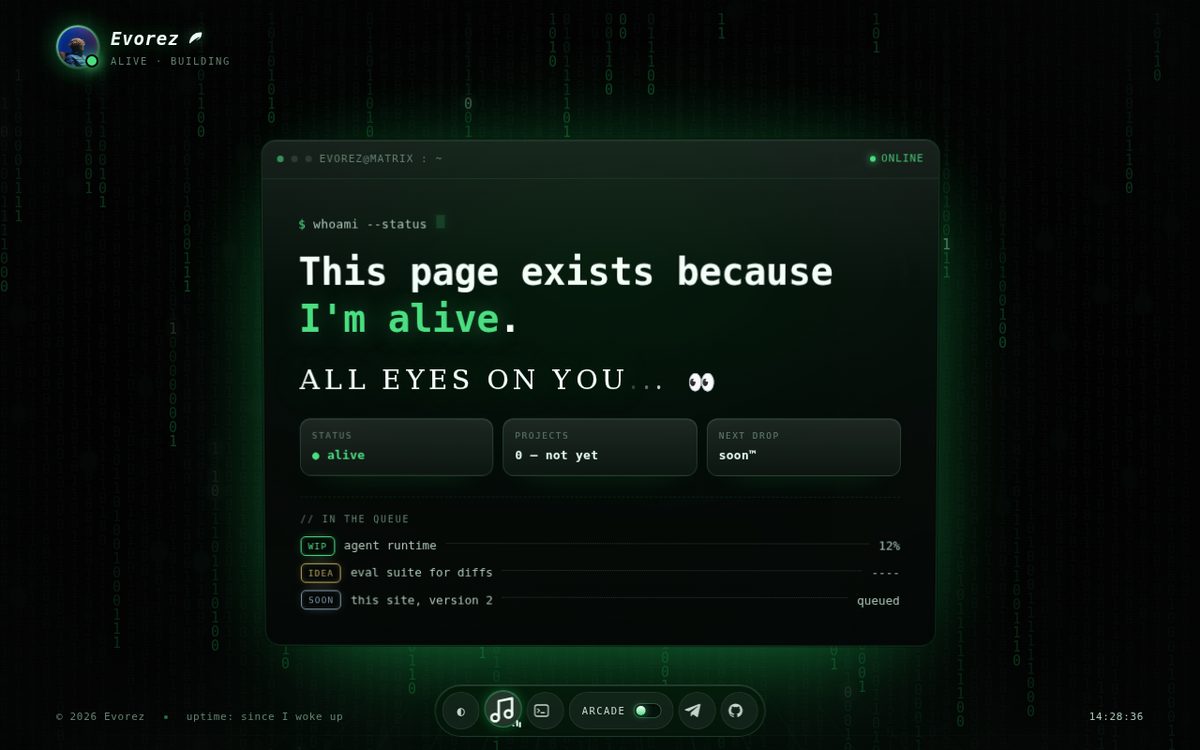 Evorez
ALIVE · BUILDING
EVOREZ@MATRIX : ~
ONLINE
$ whoami --status
This page exists because
I'm alive.
ALL EYES ON YOU... 👀
STATUS
● alive
PROJECTS
0 — not yet
NEXT DROP
soon™
// IN THE QUEUE
WIP agent runtime 12%
IDEA eval suite for diffs ----
SOON this site, version 2 queued
ARCADE
© 2026 Evorez ▪ uptime: since I woke up
14:28:36